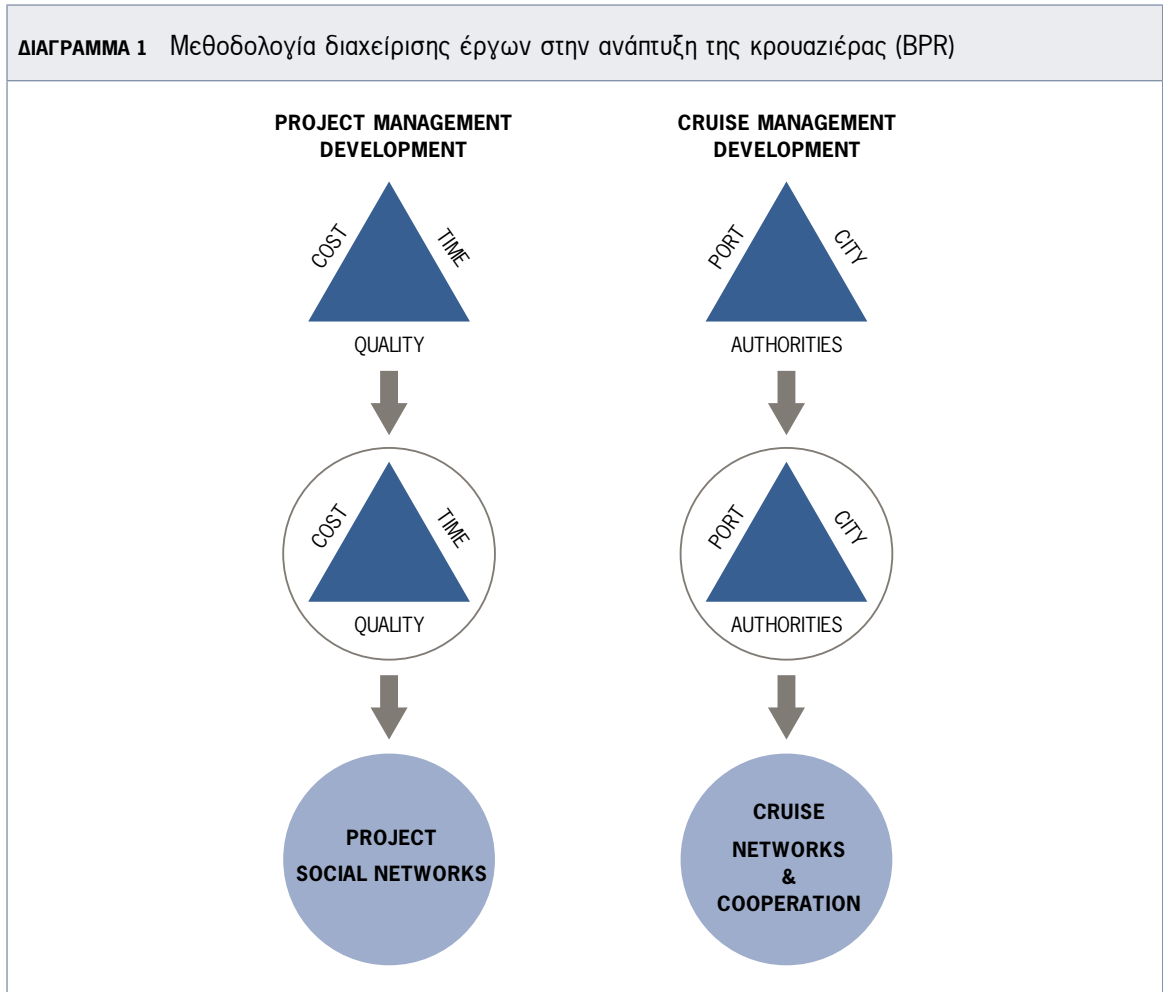 ΔΙΑΓΡΑΜΜΑ 1 Μεθοδολογία διαχείρισης έργων στην ανάπτυξη της κρουαζιέρας (BPR)
PROJECT MANAGEMENT
DEVELOPMENT
COST
TIME
QUALITY
COST
TIME
QUALITY
PROJECT
SOCIAL NETWORKS
CRUISE MANAGEMENT
DEVELOPMENT
PORT
CITY
AUTHORITIES
PORT
CITY
AUTHORITIES
CRUISE
NETWORKS
&
COOPERATION